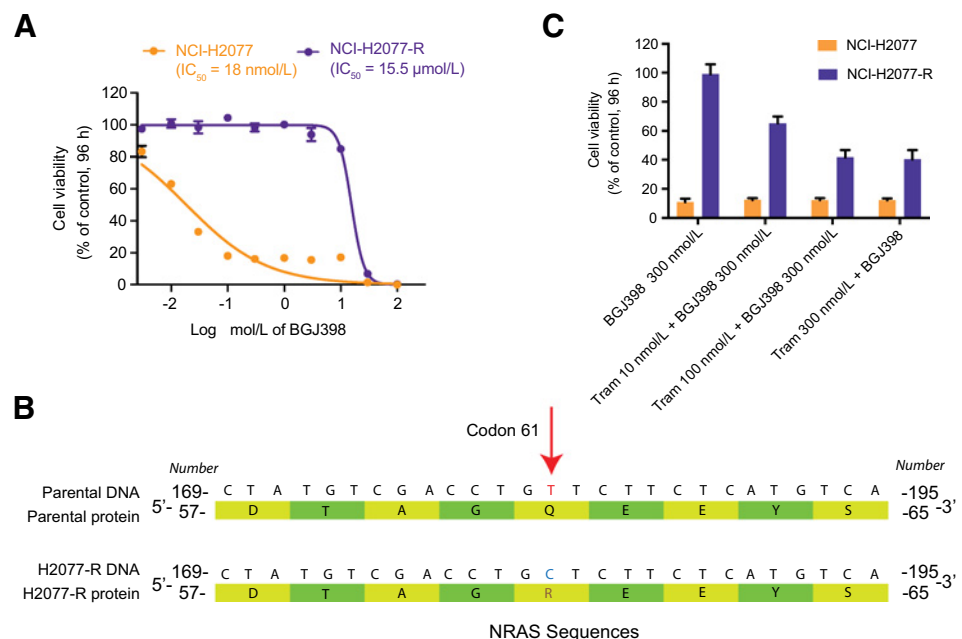 A
NCI-H2077
(IC50 = 18 nmol/L)
NCI-H2077-R
(IC50 = 15.5 µmol/L)
Cell viability
(% of control, 96 h)
120
100
80
60
40
20
0
-2
-1
0
1
2
Log mol/L of BGJ398
C
NCI-H2077
NCI-H2077-R
Cell viability
(% of control, 96 h)
120
100
80
60
40
20
0
BGJ398 300 nmol/L
Tram 10 nmol/L + BGJ398 300 nmol/L
Tram 100 nmol/L + BGJ398 300 nmol/L
Tram 300 nmol/L + BGJ398
B
Codon 61
Number
Number
Parental DNA 5'- 169- C T A T G T C G A C C T G T T C T T C T C A T G T C A -195 -3'
Parental protein 57- D T A G Q E E Y S -65
H2077-R DNA 5'- 169- C T A T G T C G A C C T G C T C T T C T C A T G T C A -195 -3'
H2077-R protein 57- D T A G R E E Y S -65
NRAS Sequences